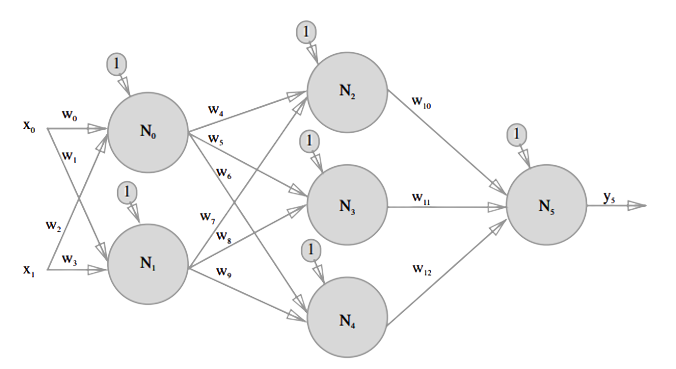 1
1
N₂
w₄
w₁₀
x₀
w₀
N₀
w₅
1
1
w₁
w₆
1
w₂
w₇
N₃
w₁₁
N₅
y₅
w₈
1
x₁
w₃
N₁
w₉
w₁₂
N₄